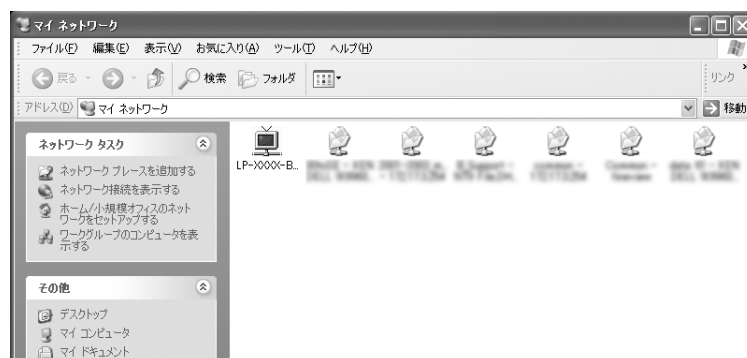 マイ ネットワーク
ファイル(F) 編集(E) 表示(V) お気に入り(A) ツール(T) ヘルプ(H)
戻る 検索 フォルダ リンク »
アドレス(D) マイ ネットワーク 移動
ネットワーク タスク
ネットワーク プレースを追加する
ネットワーク接続を表示する
ホーム/小規模オフィスのネット
ワークをセットアップする
ワークグループのコンピュータを表
示する
その他
デスクトップ
マイ コンピュータ
マイ ドキュメント
LP-XXXX-B...